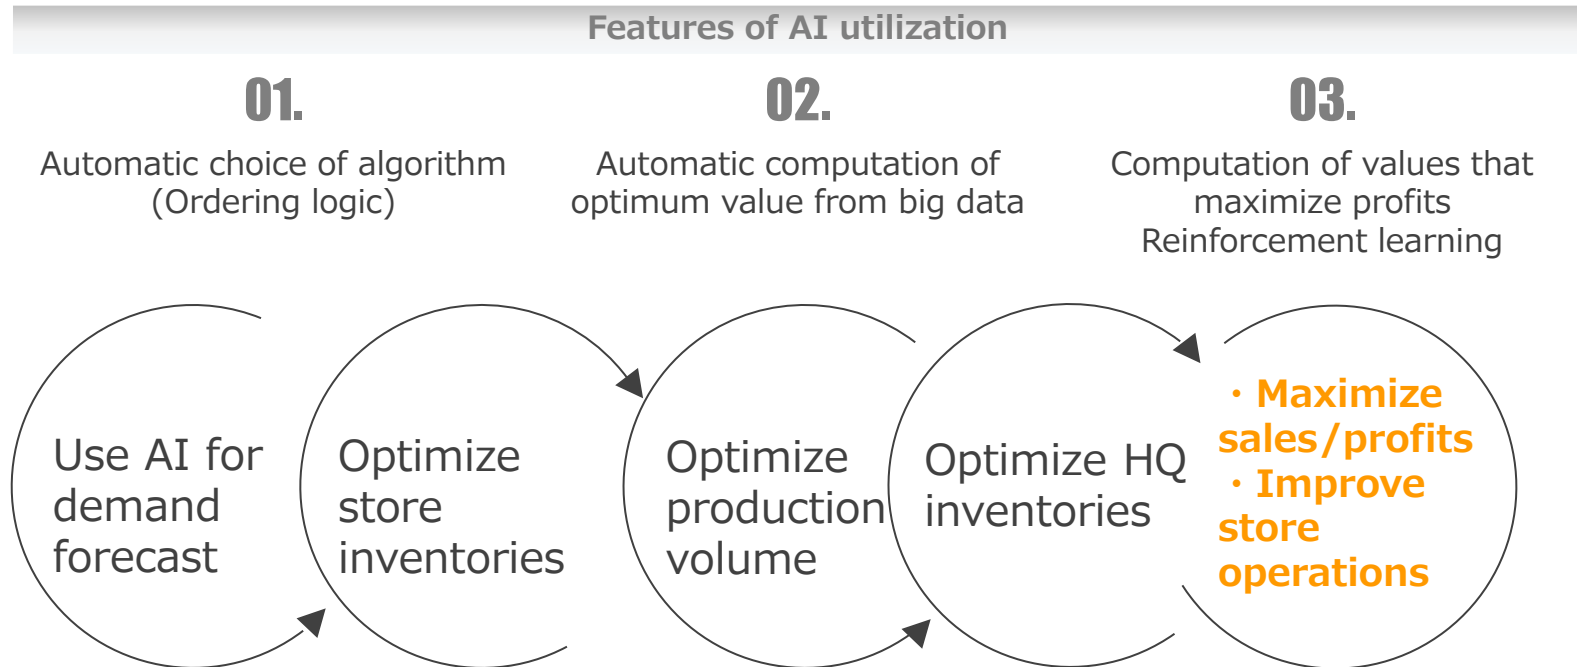 Features of AI utilization
01.
Automatic choice of algorithm
(Ordering logic)
02.
Automatic computation of
optimum value from big data
03.
Computation of values that
maximize profits
Reinforcement learning
Use AI for
demand
forecast
Optimize
store
inventories
Optimize
production
volume
Optimize HQ
inventories
・Maximize
sales/profits
・Improve
store
operations